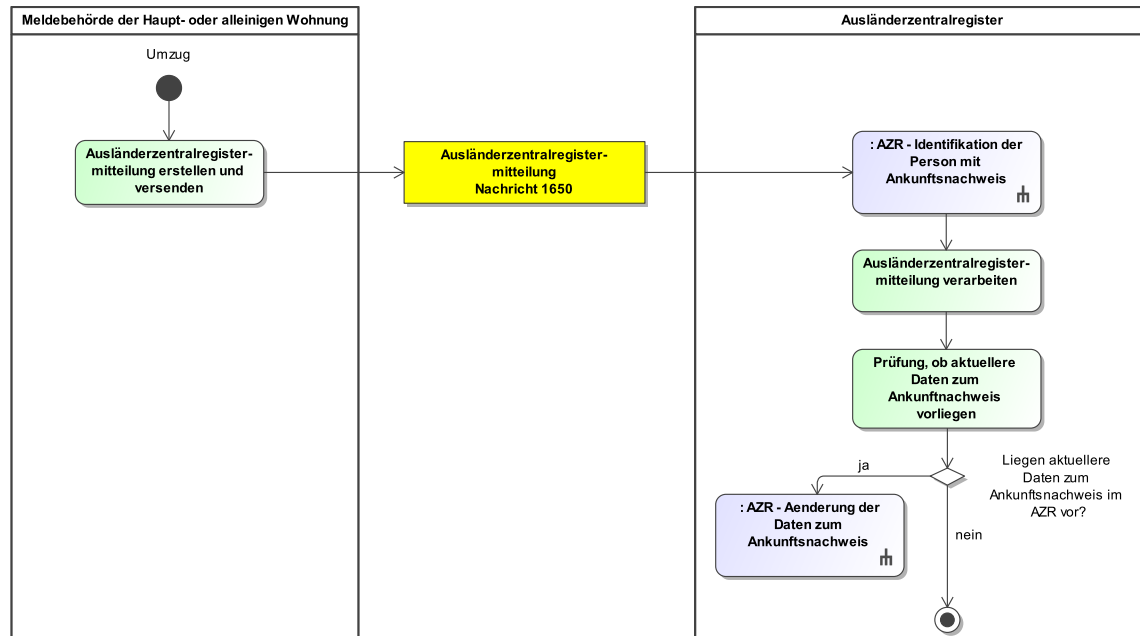 Meldebehörde der Haupt- oder alleinigen Wohnung
Umzug
Ausländerzentralregister-
mitteilung erstellen und
versenden
Ausländerzentralregister-
mitteilung
Nachricht 1650
Ausländerzentralregister
: AZR - Identifikation der
Person mit
Ankunftsnachweis
Ausländerzentralregister-
mitteilung verarbeiten
Prüfung, ob aktuellere
Daten zum
Ankunftnachweis
vorliegen
Liegen aktuellere
Daten zum
Ankunftsnachweis im
AZR vor?
ja
: AZR - Aenderung der
Daten zum
Ankunftsnachweis
nein